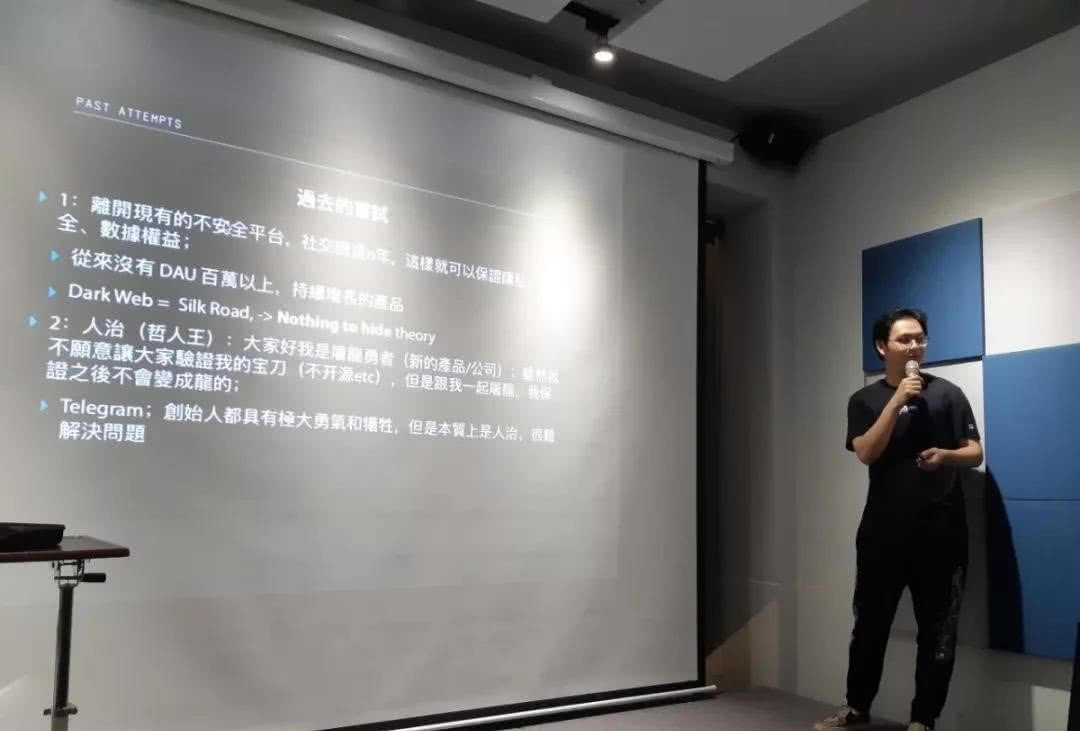 PAST ATTEMPTS
過去的嘗試
1：離開現有的不安全平台，社交倒退n年，這樣就可以保證隱私
全、數據權益；
從來沒有 DAU 百萬以上，持續增長的產品
Dark Web = Silk Road, -> Nothing to hide theory
2：人治（哲人王）：大家好我是屠龍勇者（新的產品/公司）；雖然我
不願意讓大家驗證我的宝刀（不开源etc），但是跟我一起屠龍，我保
證之後不會變成龍的；
Telegram；創始人都具有極大勇氣和犧牲，但是本質上是人治，很難
解決問題